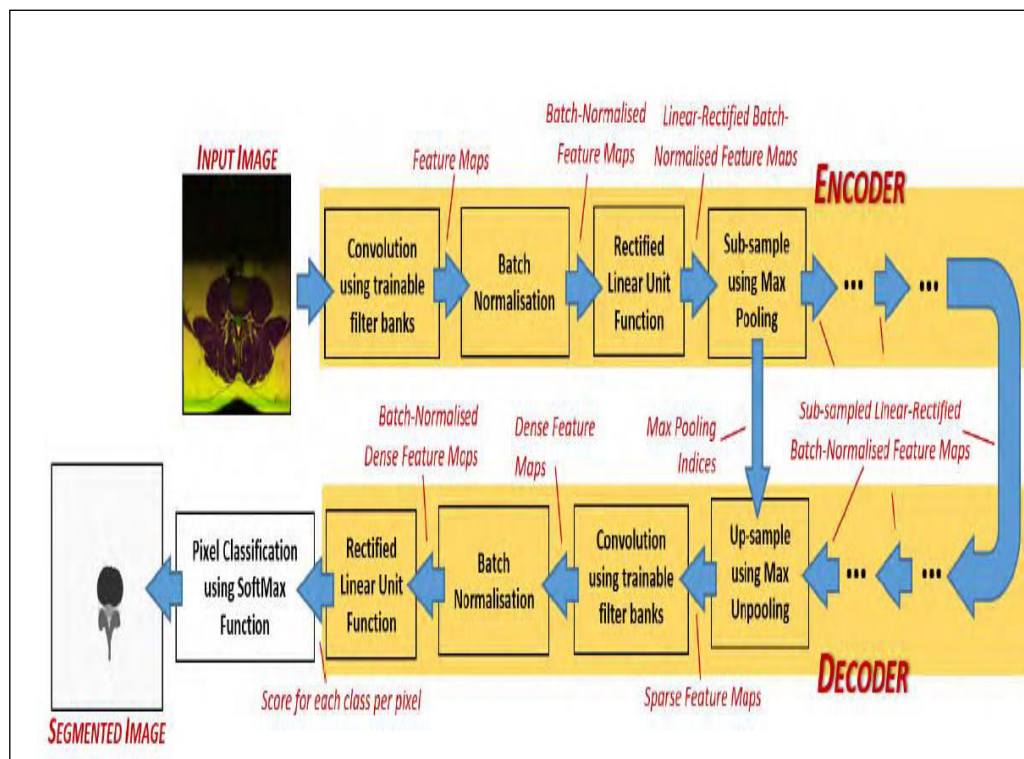 INPUT IMAGE
Feature Maps
Batch-Normalised
Feature Maps
Linear-Rectified Batch-
Normalised Feature Maps
ENCODER
Convolution
using trainable
filter banks
Batch
Normalisation
Rectified
Linear Unit
Function
Sub-sample
using Max
Pooling
...
...
Batch-Normalised
Dense Feature Maps
Dense Feature
Maps
Max Pooling
Indices
Sub-sampled Linear-Rectified
Batch-Normalised Feature Maps
Pixel Classification
using SoftMax
Function
Rectified
Linear Unit
Function
Batch
Normalisation
Convolution
using trainable
filter banks
Up-sample
using Max
Unpooling
...
...
DECODER
Score for each class per pixel
Sparse Feature Maps
SEGMENTED IMAGE